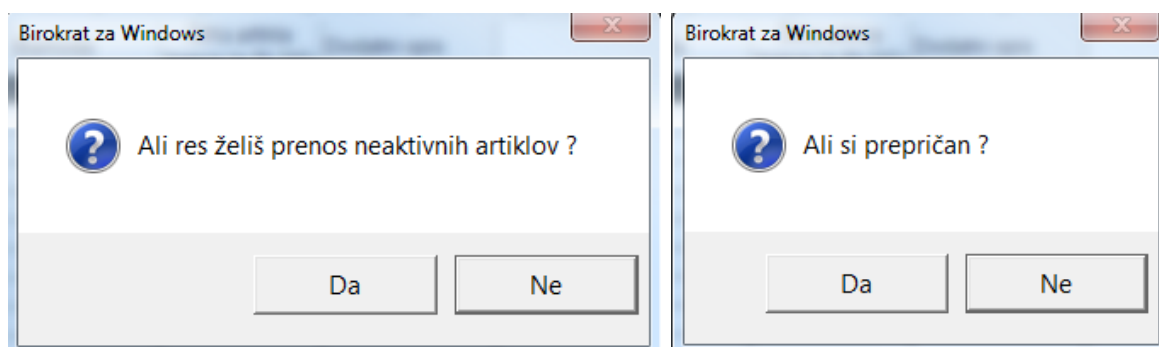 Birokrat za Windows
Ali res želiš prenos neaktivnih artiklov ?
Da
Ne
Birokrat za Windows
Ali si prepričan ?
Da
Ne